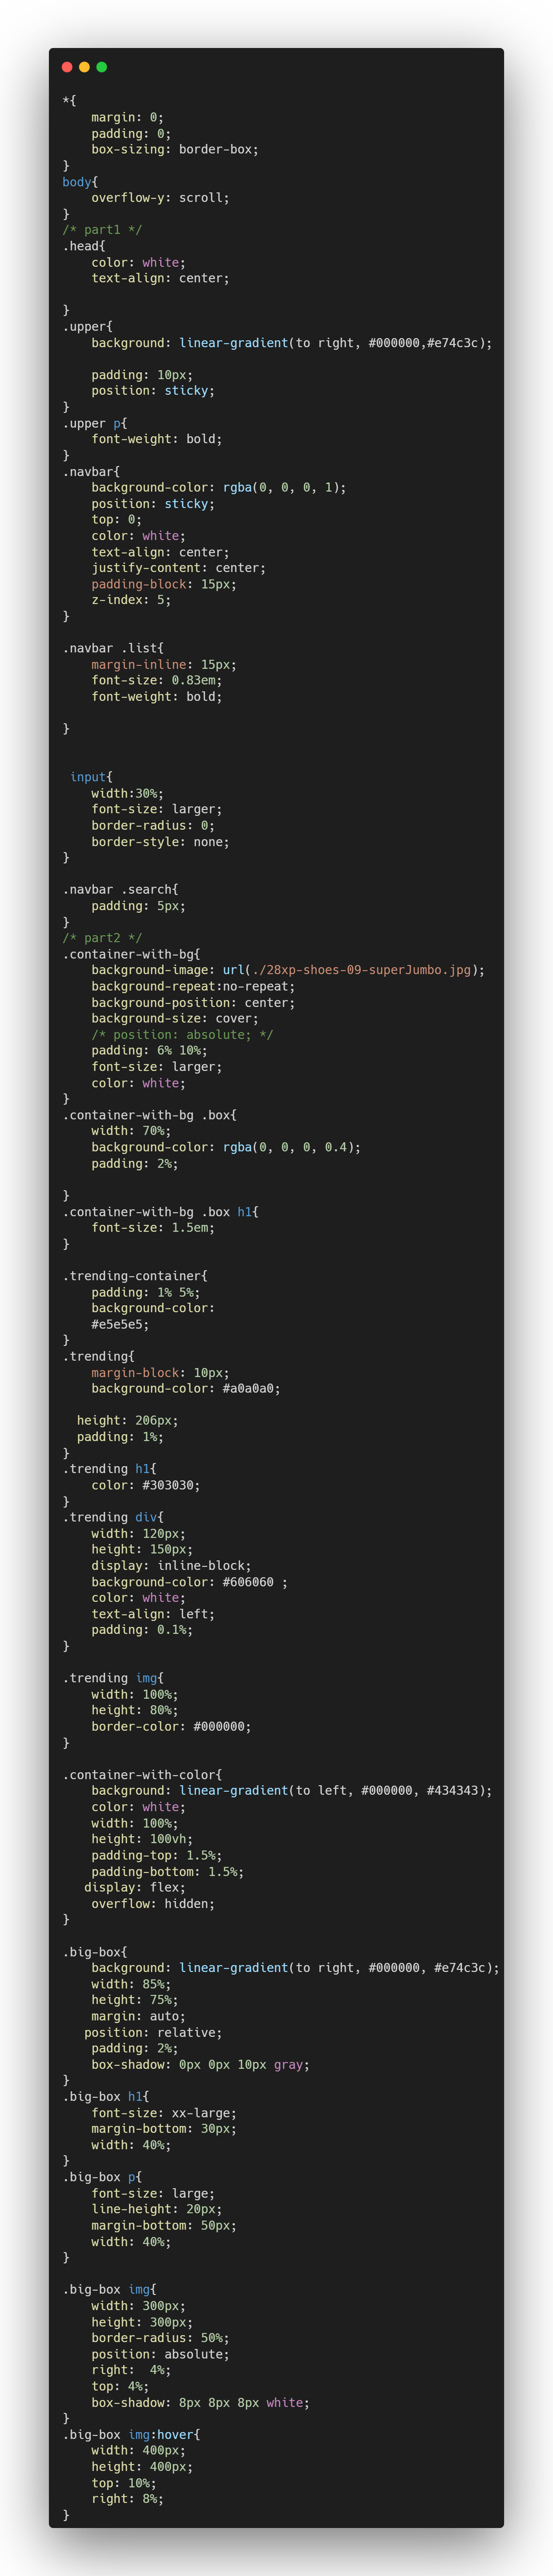 *{
    margin: 0;
    padding: 0;
    box-sizing: border-box;
}
body{
    overflow-y: scroll;
}
/* part1 */
.head{
    color: white;
    text-align: center;

}
.upper{
    background: linear-gradient(to right, #000000,#e74c3c);

    padding: 10px;
    position: sticky;
}
.upper p{
    font-weight: bold;
}
.navbar{
    background-color: rgba(0, 0, 0, 1);
    position: sticky;
    top: 0;
    color: white;
    text-align: center;
    justify-content: center;
    padding-block: 15px;
    z-index: 5;
}

.navbar .list{
    margin-inline: 15px;
    font-size: 0.83em;
    font-weight: bold;

}


 input{
    width:30%;
    font-size: larger;
    border-radius: 0;
    border-style: none;
}

.navbar .search{
    padding: 5px;
}
/* part2 */
.container-with-bg{
    background-image: url(./28xp-shoes-09-superJumbo.jpg);
    background-repeat:no-repeat;
    background-position: center;
    background-size: cover;
    /* position: absolute; */
    padding: 6% 10%;
    font-size: larger;
    color: white;
}
.container-with-bg .box{
    width: 70%;
    background-color: rgba(0, 0, 0, 0.4);
    padding: 2%;

}
.container-with-bg .box h1{
    font-size: 1.5em;
}

.trending-container{
    padding: 1% 5%;
    background-color:
    #e5e5e5;
}
.trending{
    margin-block: 10px;
    background-color: #a0a0a0;

  height: 206px;
  padding: 1%;
}
.trending h1{
    color: #303030;
}
.trending div{
    width: 120px;
    height: 150px;
    display: inline-block;
    background-color: #606060 ;
    color: white;
    text-align: left;
    padding: 0.1%;
}

.trending img{
    width: 100%;
    height: 80%;
    border-color: #000000;
}

.container-with-color{
    background: linear-gradient(to left, #000000, #434343);
    color: white;
    width: 100%;
    height: 100vh;
    padding-top: 1.5%;
    padding-bottom: 1.5%;
   display: flex;
    overflow: hidden;
}

.big-box{
    background: linear-gradient(to right, #000000, #e74c3c);
    width: 85%;
    height: 75%;
    margin: auto;
   position: relative;
    padding: 2%;
    box-shadow: 0px 0px 10px gray;
}
.big-box h1{
    font-size: xx-large;
    margin-bottom: 30px;
    width: 40%;
}
.big-box p{
    font-size: large;
    line-height: 20px;
    margin-bottom: 50px;
    width: 40%;
}

.big-box img{
    width: 300px;
    height: 300px;
    border-radius: 50%;
    position: absolute;
    right:  4%;
    top: 4%;
    box-shadow: 8px 8px 8px white;
}
.big-box img:hover{
    width: 400px;
    height: 400px;
    top: 10%;
    right: 8%;
}